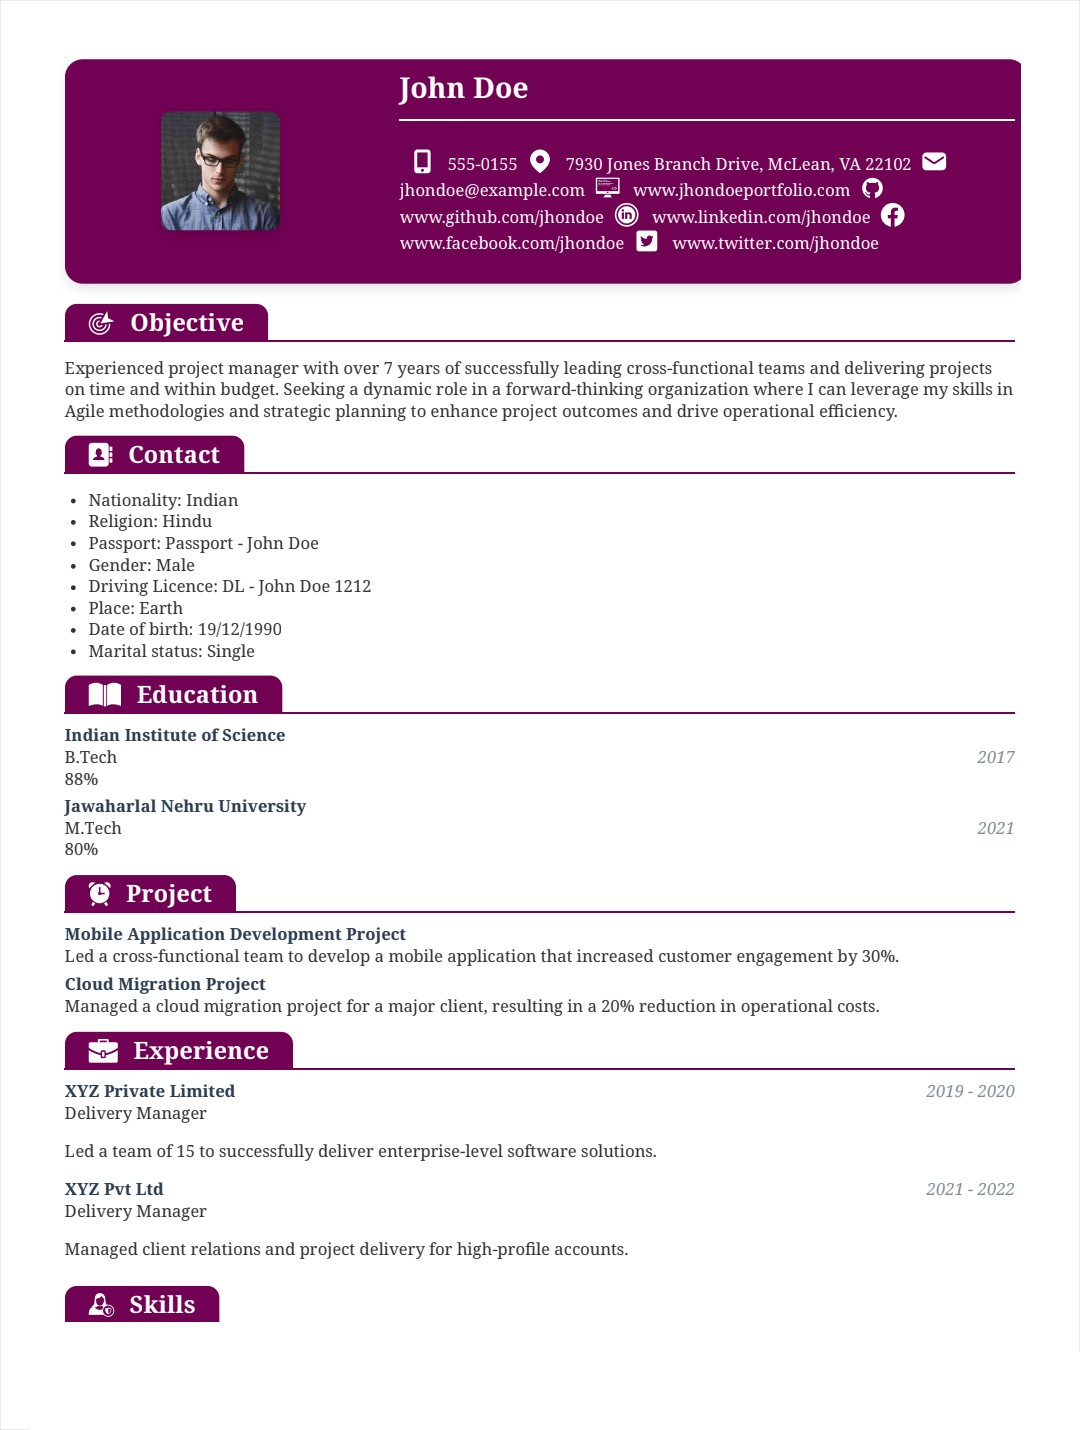 John Doe
555-0155 7930 Jones Branch Drive, McLean, VA 22102
jhondoe@example.com www.jhondoeportfolio.com
www.github.com/jhondoe www.linkedin.com/jhondoe
www.facebook.com/jhondoe www.twitter.com/jhondoe
Objective
Experienced project manager with over 7 years of successfully leading cross-functional teams and delivering projects
on time and within budget. Seeking a dynamic role in a forward-thinking organization where I can leverage my skills in
Agile methodologies and strategic planning to enhance project outcomes and drive operational efficiency.
Contact
• Nationality: Indian
• Religion: Hindu
• Passport: Passport - John Doe
• Gender: Male
• Driving Licence: DL - John Doe 1212
• Place: Earth
• Date of birth: 19/12/1990
• Marital status: Single
Education
Indian Institute of Science
B.Tech 2017
88%
Jawaharlal Nehru University
M.Tech 2021
80%
Project
Mobile Application Development Project
Led a cross-functional team to develop a mobile application that increased customer engagement by 30%.
Cloud Migration Project
Managed a cloud migration project for a major client, resulting in a 20% reduction in operational costs.
Experience
XYZ Private Limited 2019 - 2020
Delivery Manager
Led a team of 15 to successfully deliver enterprise-level software solutions.
XYZ Pvt Ltd 2021 - 2022
Delivery Manager
Managed client relations and project delivery for high-profile accounts.
Skills